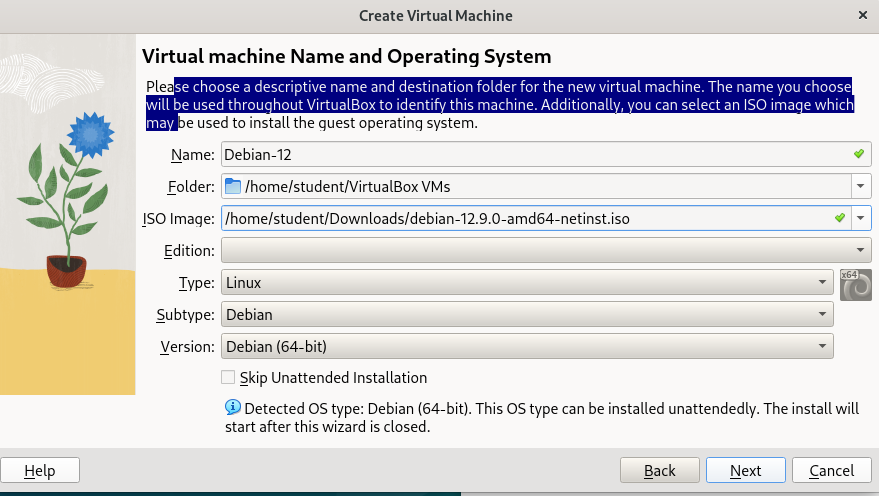 Create Virtual Machine
Virtual machine Name and Operating System
Please choose a descriptive name and destination folder for the new virtual machine. The name you choose
will be used throughout VirtualBox to identify this machine. Additionally, you can select an ISO image which
may be used to install the guest operating system.
Name: Debian-12
Folder: /home/student/VirtualBox VMs
ISO Image: /home/student/Downloads/debian-12.9.0-amd64-netinst.iso
Edition:
Type: Linux x64
Subtype: Debian
Version: Debian (64-bit)
Skip Unattended Installation
Detected OS type: Debian (64-bit). This OS type can be installed unattendedly. The install will
start after this wizard is closed.
Help Back Next Cancel